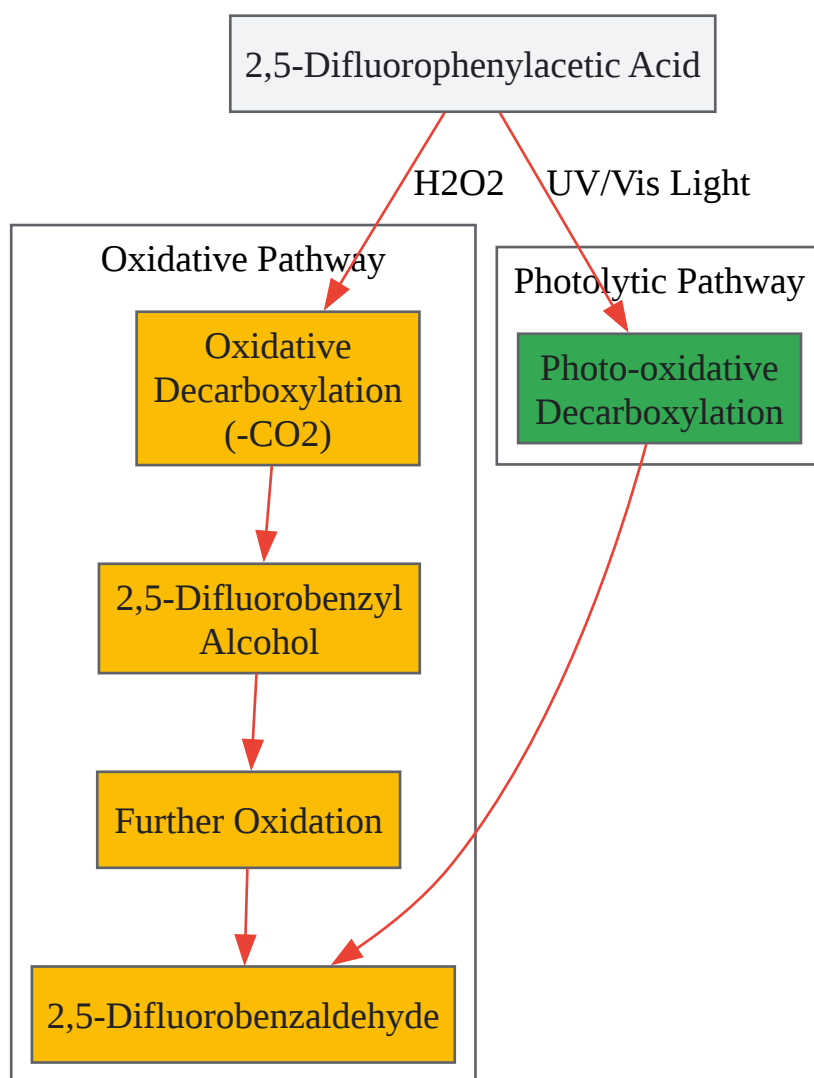 2,5-Difluorophenylacetic Acid
H2O2
UV/Vis Light
Oxidative Pathway
Photolytic Pathway
Oxidative
Decarboxylation
(-CO2)
Photo-oxidative
Decarboxylation
2,5-Difluorobenzyl
Alcohol
Further Oxidation
2,5-Difluorobenzaldehyde